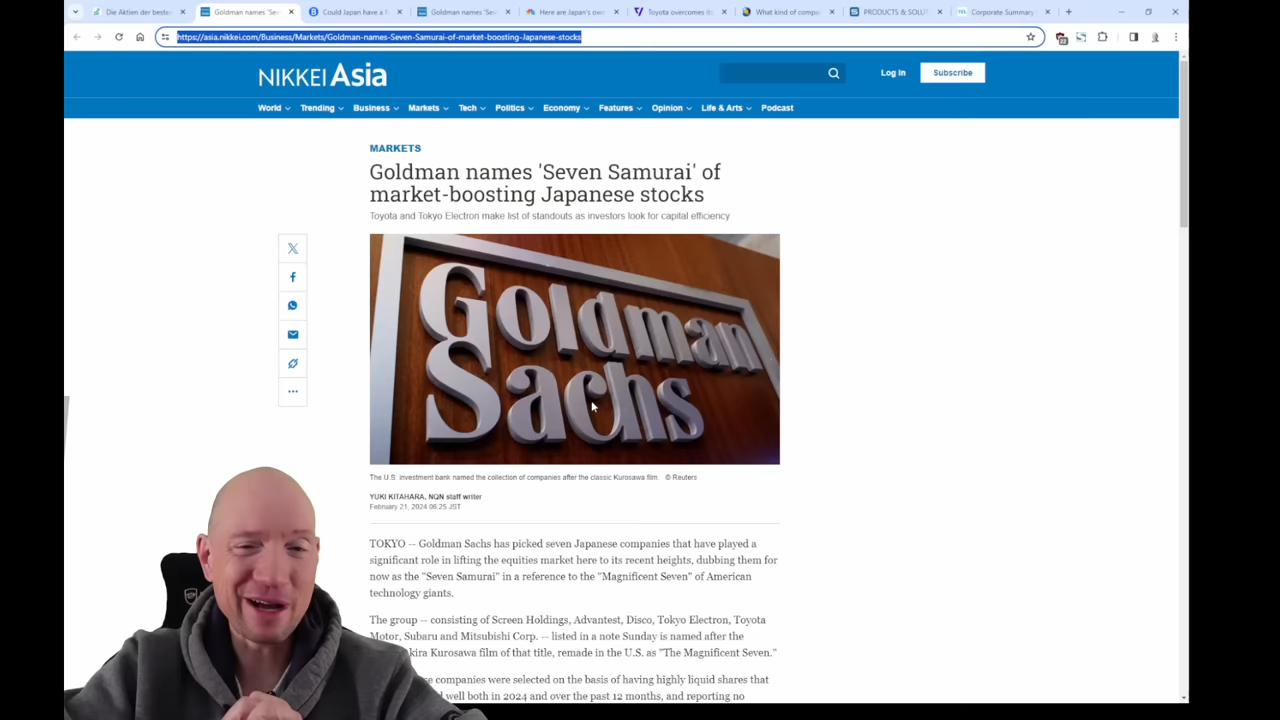 Die Aktien der beste
Goldman names 'Sev
Could Japan have a
Goldman names 'Sev
Here are Japan's ow
Toyota overcomes its
What kind of compa
PRODUCTS & SOLUT
Corporate Summary
https://asia.nikkei.com/Business/Markets/Goldman-names-Seven-Samurai-of-market-boosting-Japanese-stocks
NIKKEI Asia
Log In
Subscribe
World
Trending
Business
Markets
Tech
Politics
Economy
Features
Opinion
Life & Arts
Podcast
MARKETS
Goldman names 'Seven Samurai' of
market-boosting Japanese stocks
Toyota and Tokyo Electron make list of standouts as investors look for capital efficiency
Goldman
Sachs
The U.S. investment bank named the collection of companies after the classic Kurosawa film. © Reuters
YUKI KITAHARA, NQN staff writer
February 21, 2024 06:25 JST
TOKYO -- Goldman Sachs has picked seven Japanese companies that have played a
significant role in lifting the equities market here to its recent heights, dubbing them for
now as the "Seven Samurai" in a reference to the "Magnificent Seven" of American
technology giants.
The group -- consisting of Screen Holdings, Advantest, Disco, Tokyo Electron, Toyota
Motor, Subaru and Mitsubishi Corp. -- listed in a note Sunday is named after the
kira Kurosawa film of that title, remade in the U.S. as "The Magnificent Seven."
companies were selected on the basis of having highly liquid shares that
well both in 2024 and over the past 12 months, and reporting no